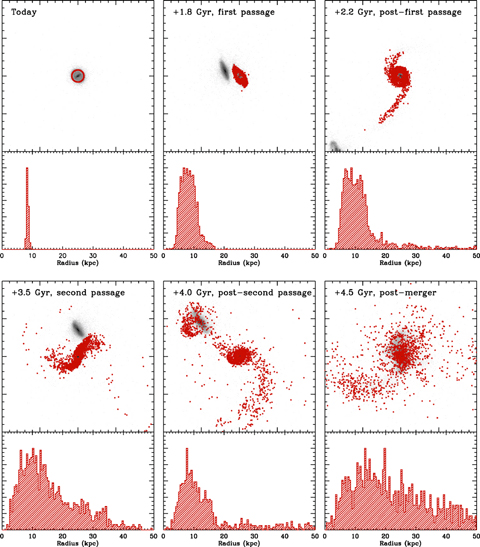 Today
+1.8 Gyr, first passage
+2.2 Gyr, post-first passage
0 10 20 30 40 50
Radius (kpc)
0 10 20 30 40 50
Radius (kpc)
0 10 20 30 40 50
Radius (kpc)
+3.5 Gyr, second passage
+4.0 Gyr, post-second passage
+4.5 Gyr, post-merger
0 10 20 30 40 50
Radius (kpc)
0 10 20 30 40 50
Radius (kpc)
0 10 20 30 40 50
Radius (kpc)